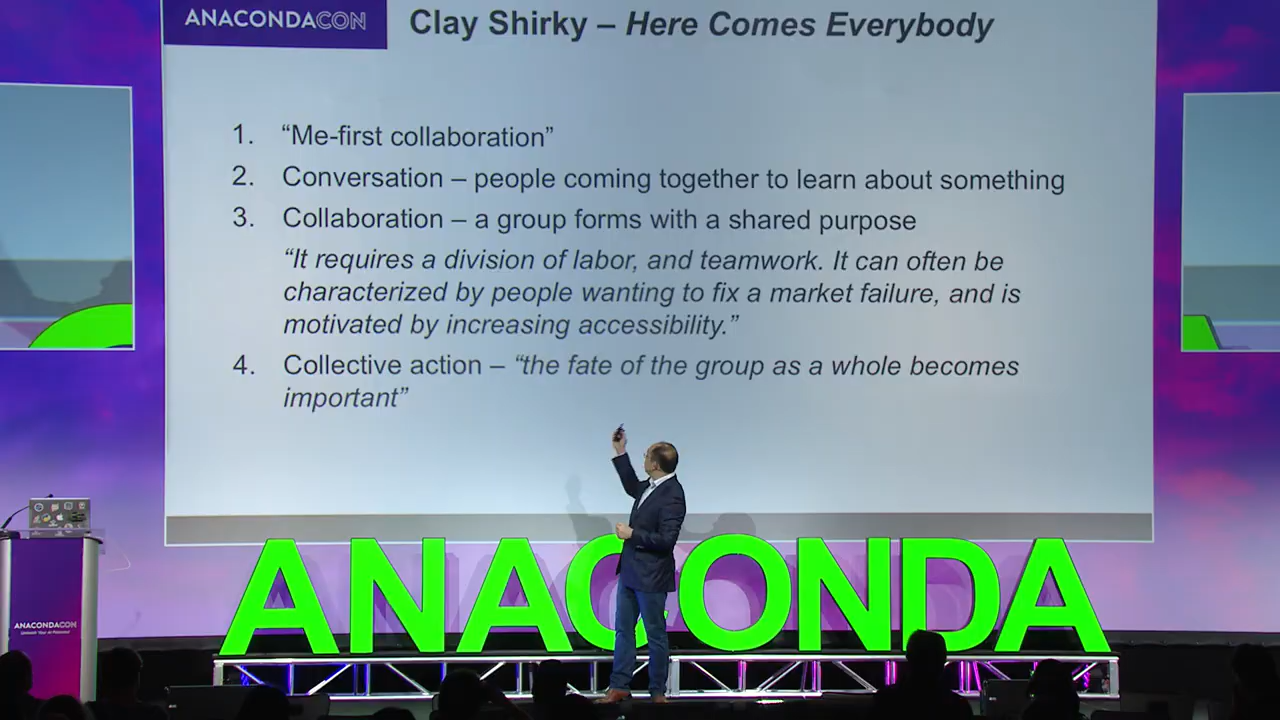 ANACONDACON
Clay Shirky – Here Comes Everybody
1. “Me-first collaboration”
2. Conversation – people coming together to learn about something
3. Collaboration – a group forms with a shared purpose
“It requires a division of labor, and teamwork. It can often be
characterized by people wanting to fix a market failure, and is
motivated by increasing accessibility.”
4. Collective action – “the fate of the group as a whole becomes
important”
ANACONDA
ANACONDACON